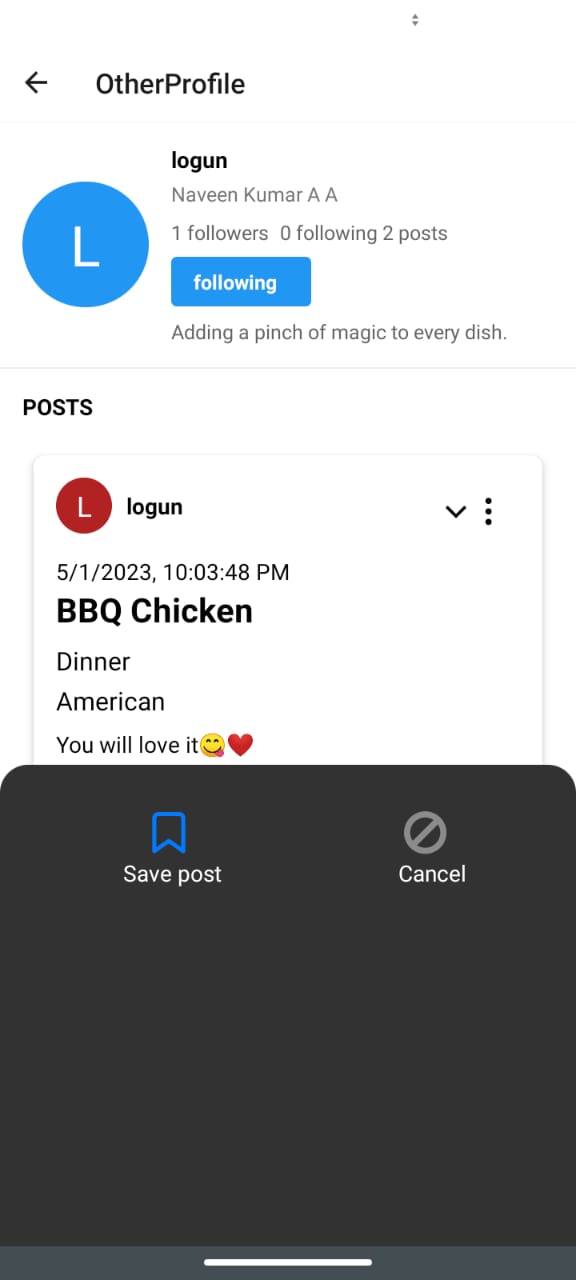 OtherProfile
L
logun
Naveen Kumar A A
1 followers 0 following 2 posts
following
Adding a pinch of magic to every dish.
POSTS
L logun
5/1/2023, 10:03:48 PM
BBQ Chicken
Dinner
American
You will love it😋❤️
Save post Cancel